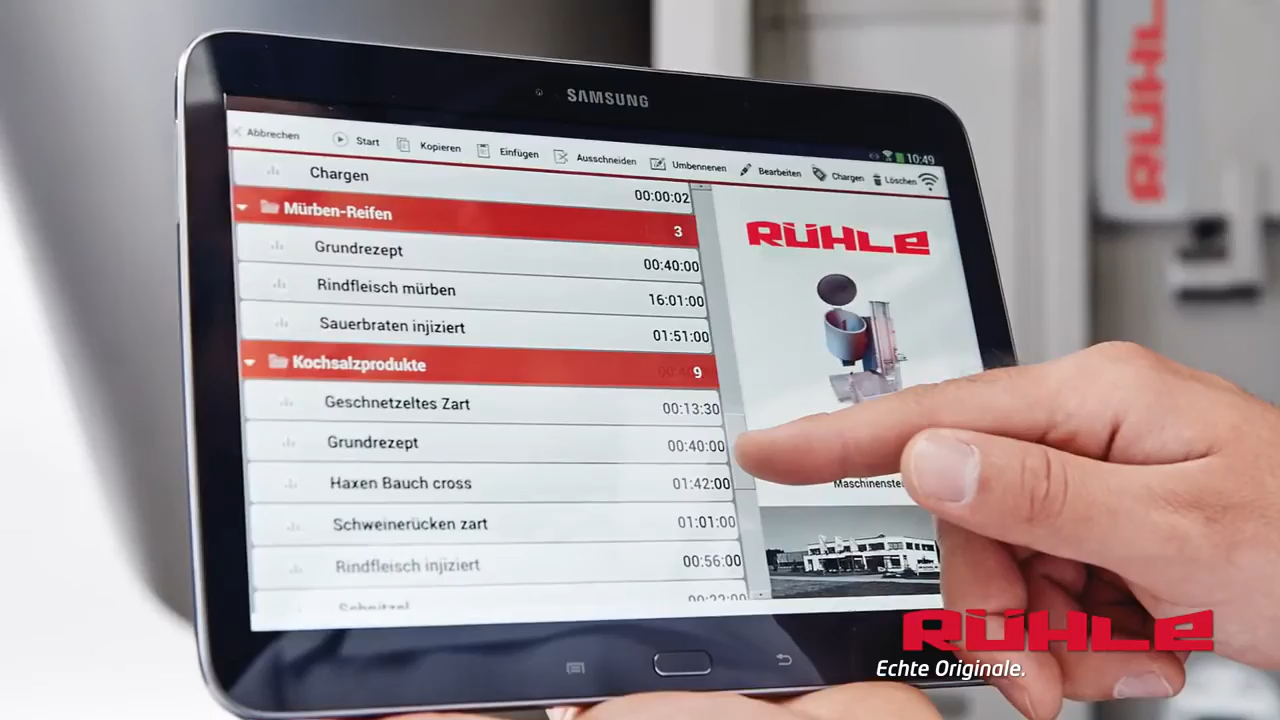 SAMSUNG
10:49
Abbrechen Start Kopieren Einfügen Ausschneiden Umbennenen Bearbeiten Chargen Löschen
Chargen 00:00:02
Mürben-Reifen 3
Grundrezept 00:40:00
Rindfleisch mürben 16:01:00
Sauerbraten injiziert 01:51:00
Kochsalzprodukte 9
Geschnetzeltes Zart 00:13:30
Grundrezept 00:40:00
Haxen Bauch cross 01:42:00
Schweinerücken zart 01:01:00
Rindfleisch injiziert 00:56:00
Schnitzel
RÜHLE
RÜHLE
RÜHLE
Echte Originale.